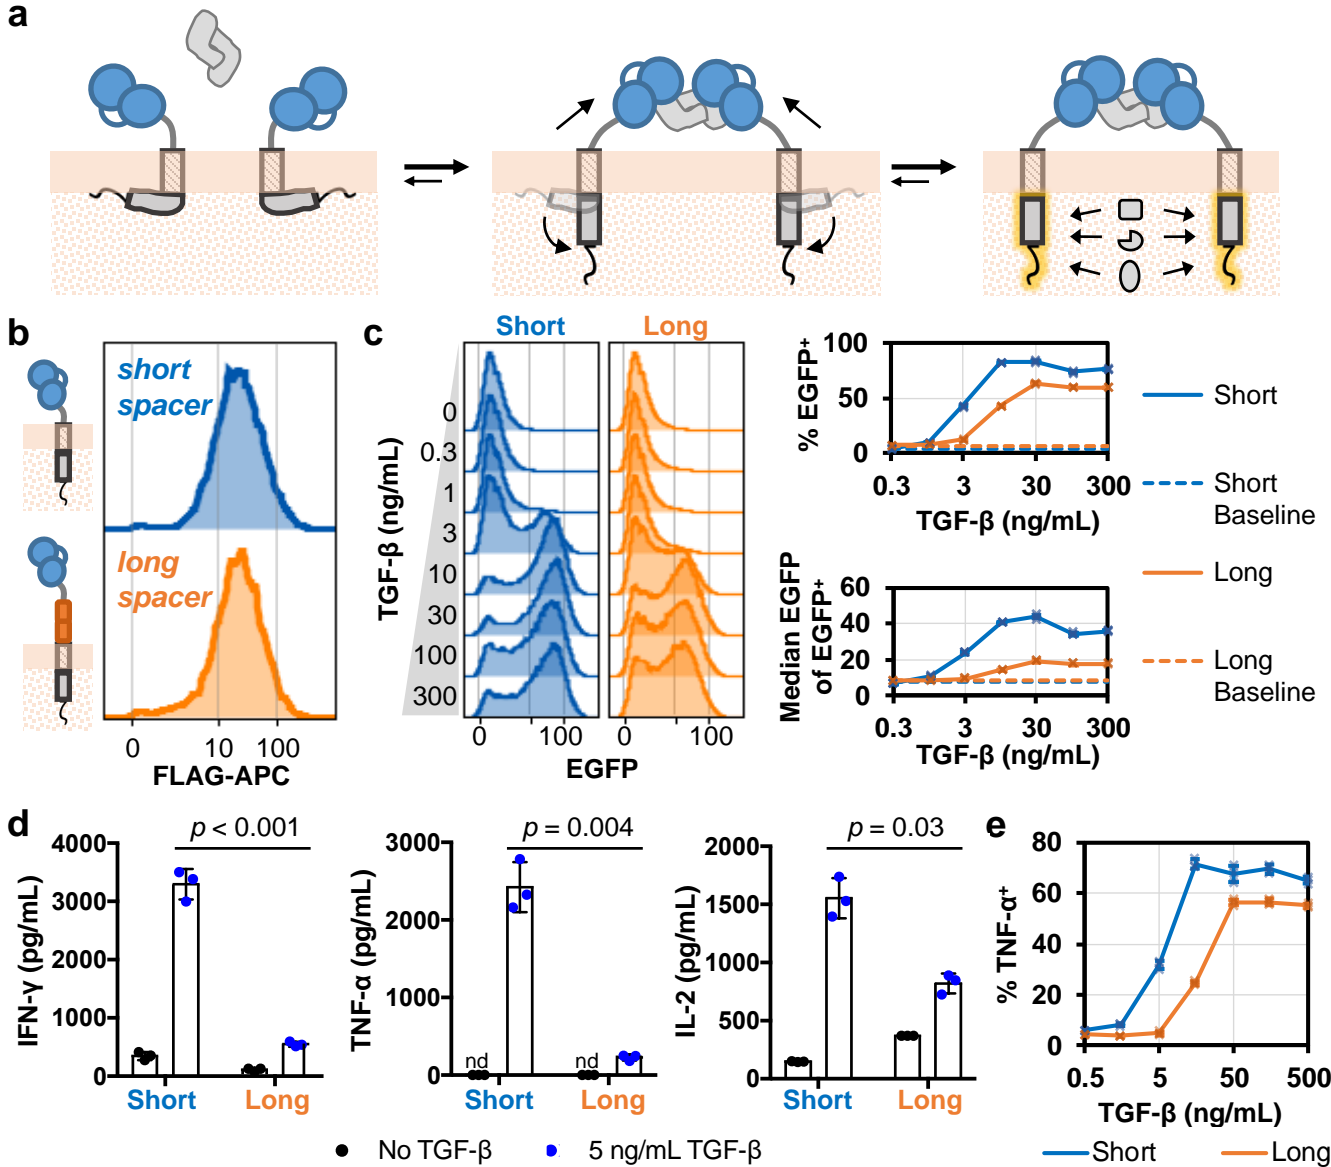 a
b
short
spacer
long
spacer
0
10
100
FLAG-APC
c
Short
Long
TGF-β (ng/mL)
0
0.3
1
3
10
30
100
300
0
100
0
100
EGFP
% EGFP⁺
100
50
0
0.3
3
30
300
TGF-β (ng/mL)
Median EGFP
of EGFP⁺
60
40
20
0
0.3
3
30
300
TGF-β (ng/mL)
Short
Short
Baseline
Long
Long
Baseline
d
IFN-γ (pg/mL)
4000
3000
2000
1000
0
p < 0.001
Short
Long
TNF-α (pg/mL)
3000
2000
1000
0
p = 0.004
nd
nd
Short
Long
IL-2 (pg/mL)
2000
1500
1000
500
0
p = 0.03
Short
Long
No TGF-β
5 ng/mL TGF-β
e
% TNF-α⁺
80
60
40
20
0
0.5
5
50
500
TGF-β (ng/mL)
Short
Long